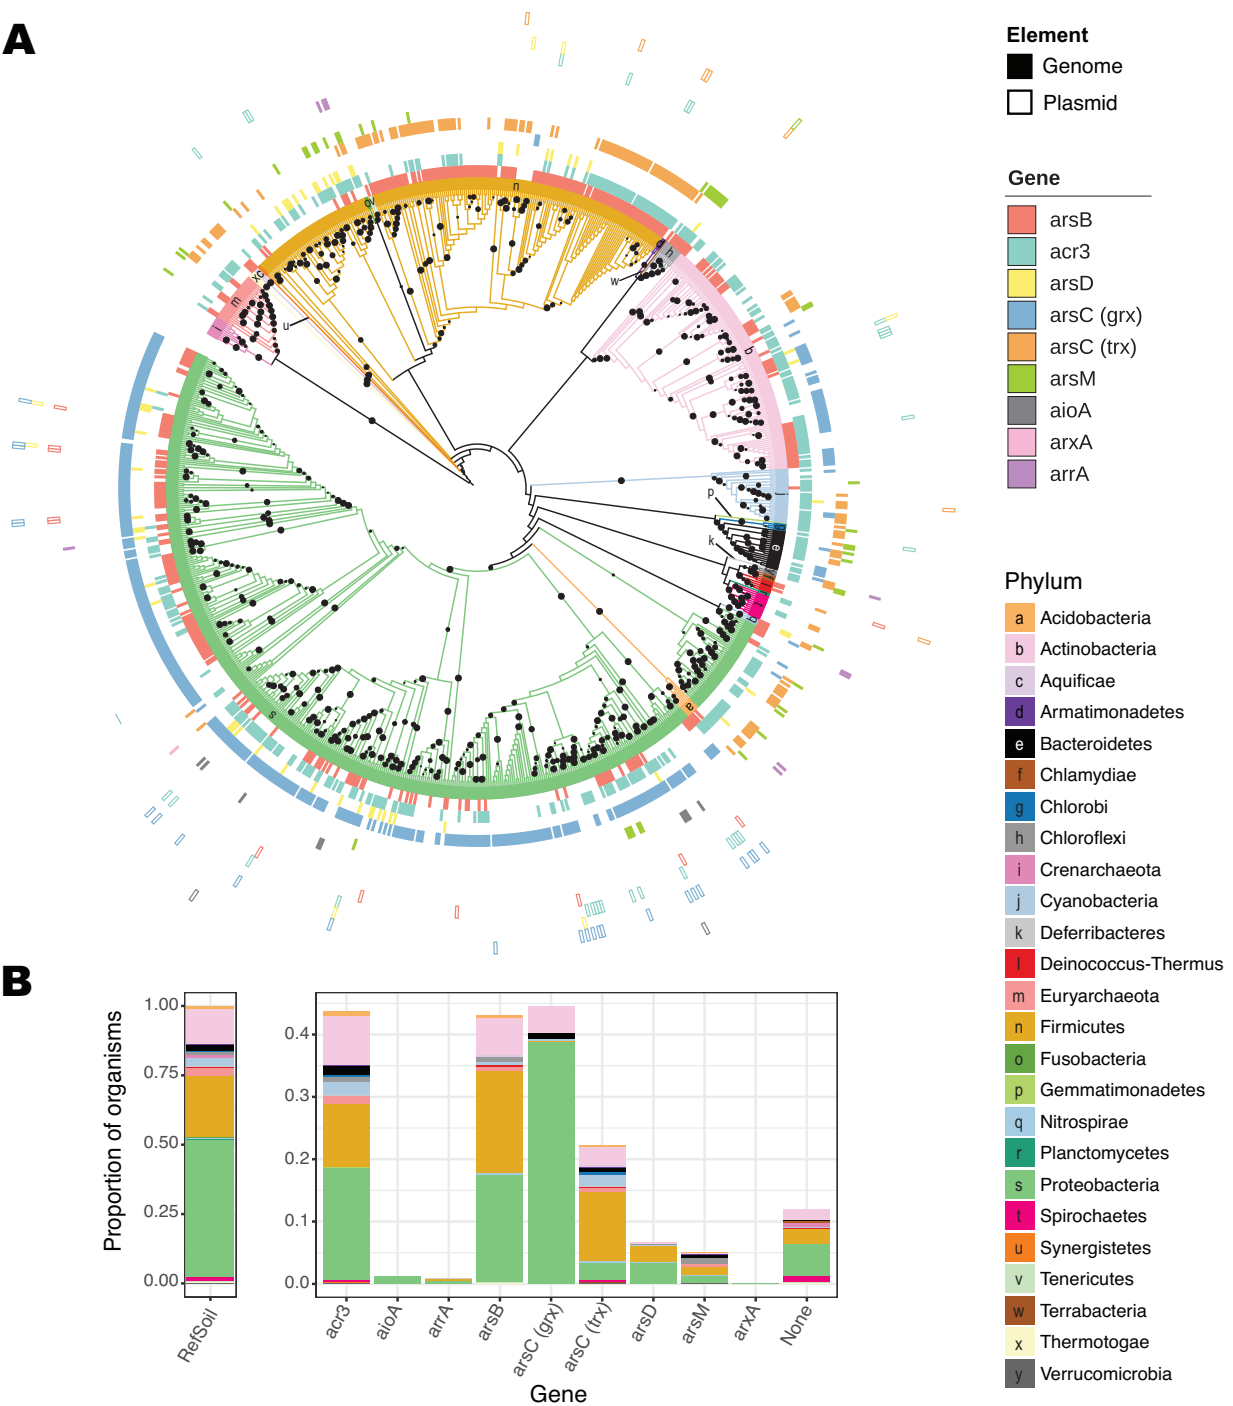 A
Element
Genome
Plasmid
Gene
arsB
acr3
arsD
arsC (grx)
arsC (trx)
arsM
aioA
arxA
arrA
n
w
h
xc
m
u
i
b
j
p
e
k
s
a
Phylum
a Acidobacteria
b Actinobacteria
c Aquificae
d Armatimonadetes
e Bacteroidetes
f Chlamydiae
g Chlorobi
h Chloroflexi
i Crenarchaeota
j Cyanobacteria
k Deferribacteres
l Deinococcus-Thermus
m Euryarchaeota
n Firmicutes
o Fusobacteria
p Gemmatimonadetes
q Nitrospirae
r Planctomycetes
s Proteobacteria
t Spirochaetes
u Synergistetes
v Tenericutes
w Terrabacteria
x Thermotogae
y Verrucomicrobia
B
Proportion of organisms
1.00
0.75
0.50
0.25
0.00
RefSoil
0.4
0.3
0.2
0.1
0.0
acr3
aioA
arrA
arsB
arsC (grx)
arsC (trx)
arsD
arsM
arxA
None
Gene